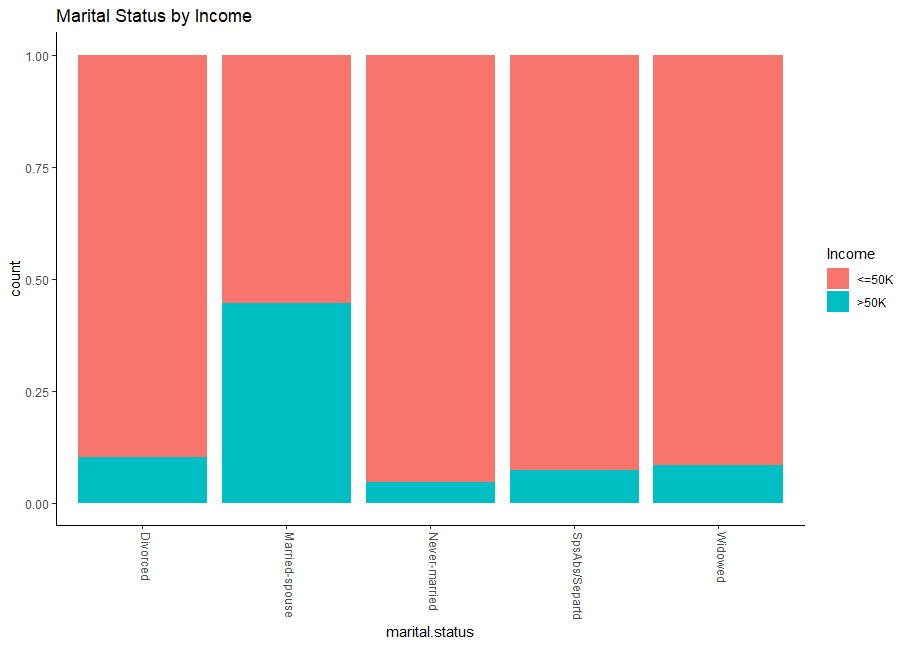 Marital Status by Income
1.00
0.75
0.50
0.25
0.00
count
Divorced
Married-spouse
Never-married
SpsAbs/Separtd
Widowed
marital.status
Income
<=50K
>50K